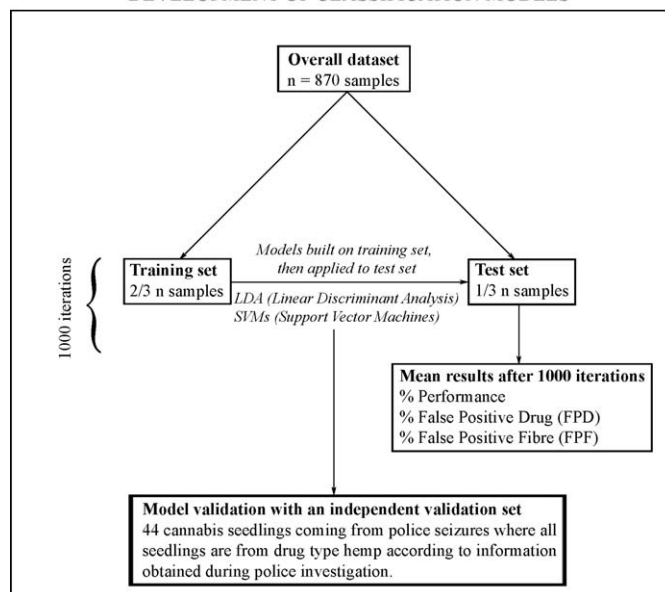 Overall dataset
n = 870 samples
Models built on training set,
then applied to test set
1000 iterations
Training set
2/3 n samples
Test set
1/3 n samples
LDA (Linear Discriminant Analysis)
SVMs (Support Vector Machines)
Mean results after 1000 iterations
% Performance
% False Positive Drug (FPD)
% False Positive Fibre (FPF)
Model validation with an independent validation set
44 cannabis seedlings coming from police seizures where all
seedlings are from drug type hemp according to information
obtained during police investigation.